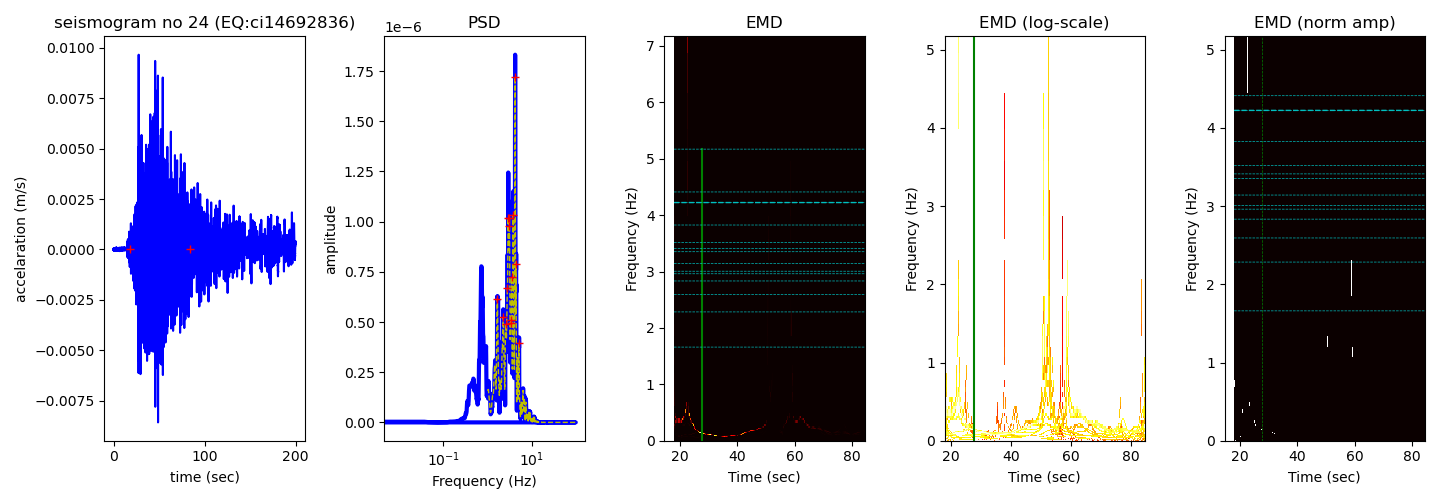 seismogram no 24 (EQ:ci14692836)
PSD
EMD
EMD (log-scale)
EMD (norm amp)
1e−6
0.0100
0.0075
0.0050
0.0025
0.0000
−0.0025
−0.0050
−0.0075
accelaration (m/s)
0 100 200
time (sec)
1.75
1.50
1.25
1.00
0.75
0.50
0.25
0.00
amplitude
10⁻¹ 10¹
Frequency (Hz)
7
6
5
4
3
2
1
0
Frequency (Hz)
20 40 60 80
Time (sec)
5
4
3
2
1
0
Frequency (Hz)
20 40 60 80
Time (sec)
5
4
3
2
1
0
Frequency (Hz)
20 40 60 80
Time (sec)